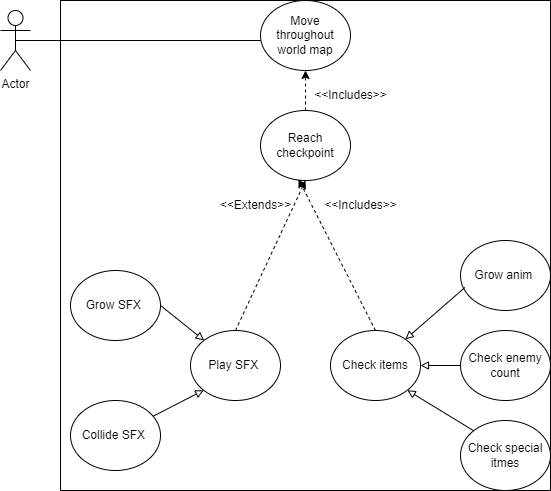 Move
throughout
world map
Actor
<<Includes>>
Reach
checkpoint
<<Extends>>
<<Includes>>
Grow SFX
Grow anim
Play SFX
Check items
Check enemy
count
Collide SFX
Check special
itmes